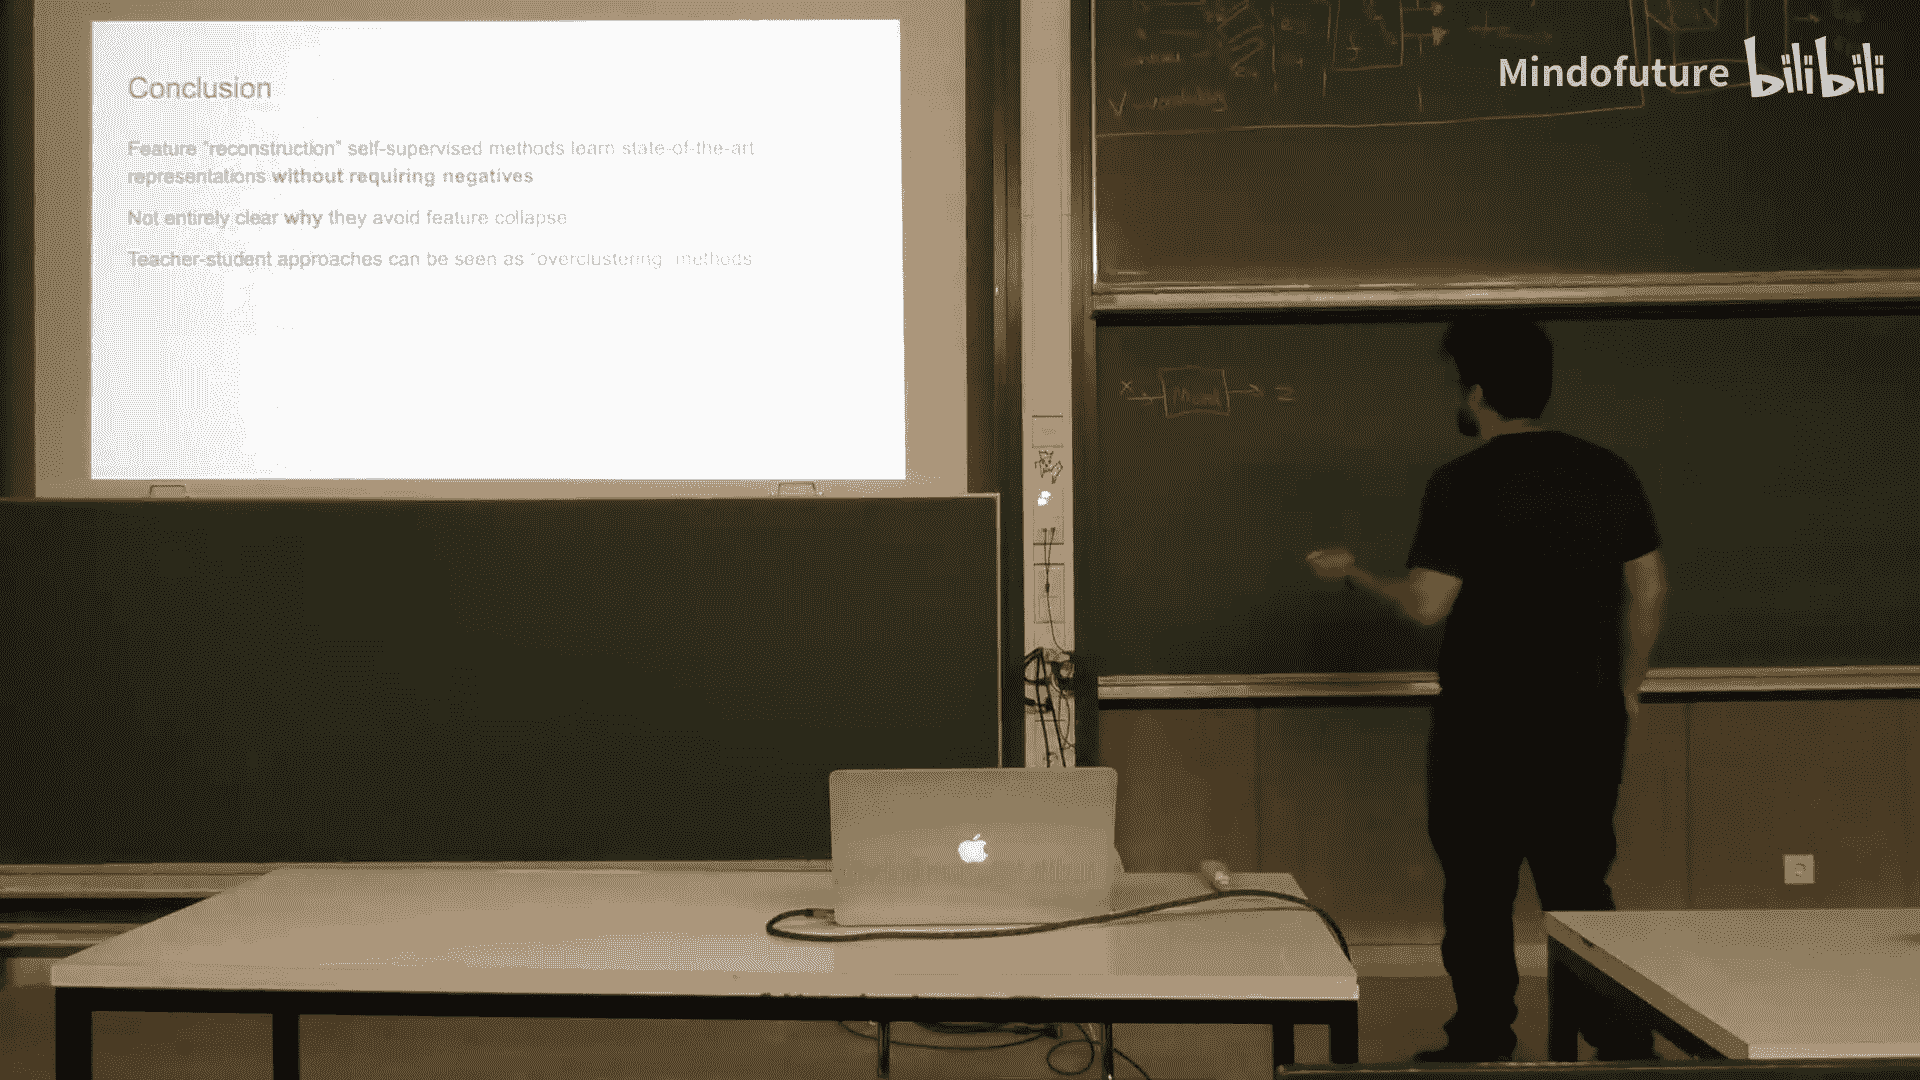 Conclusion
Feature "reconstruction" self-supervised methods learn state-of-the-art
representations without requiring negatives
Not entirely clear why they avoid feature collapse
Teacher-student approaches can be seen as "overclustering" methods
Mindofuture bilibili
x
Model
z